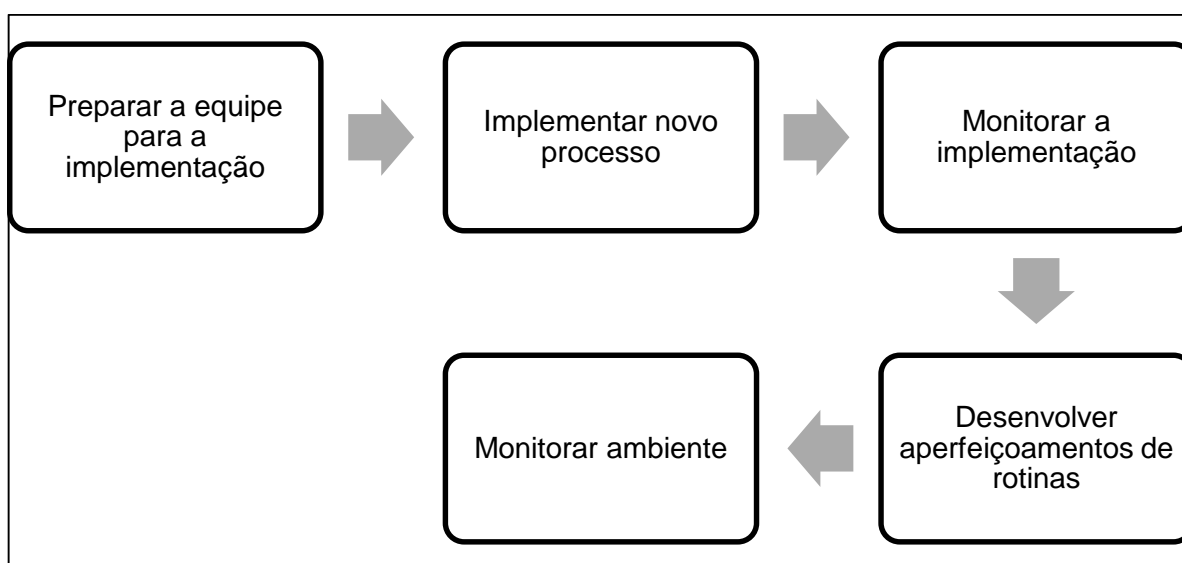 Preparar a equipe
para a
implementação
Implementar novo
processo
Monitorar a
implementação
Desenvolver
aperfeiçoamentos de
rotinas
Monitorar ambiente